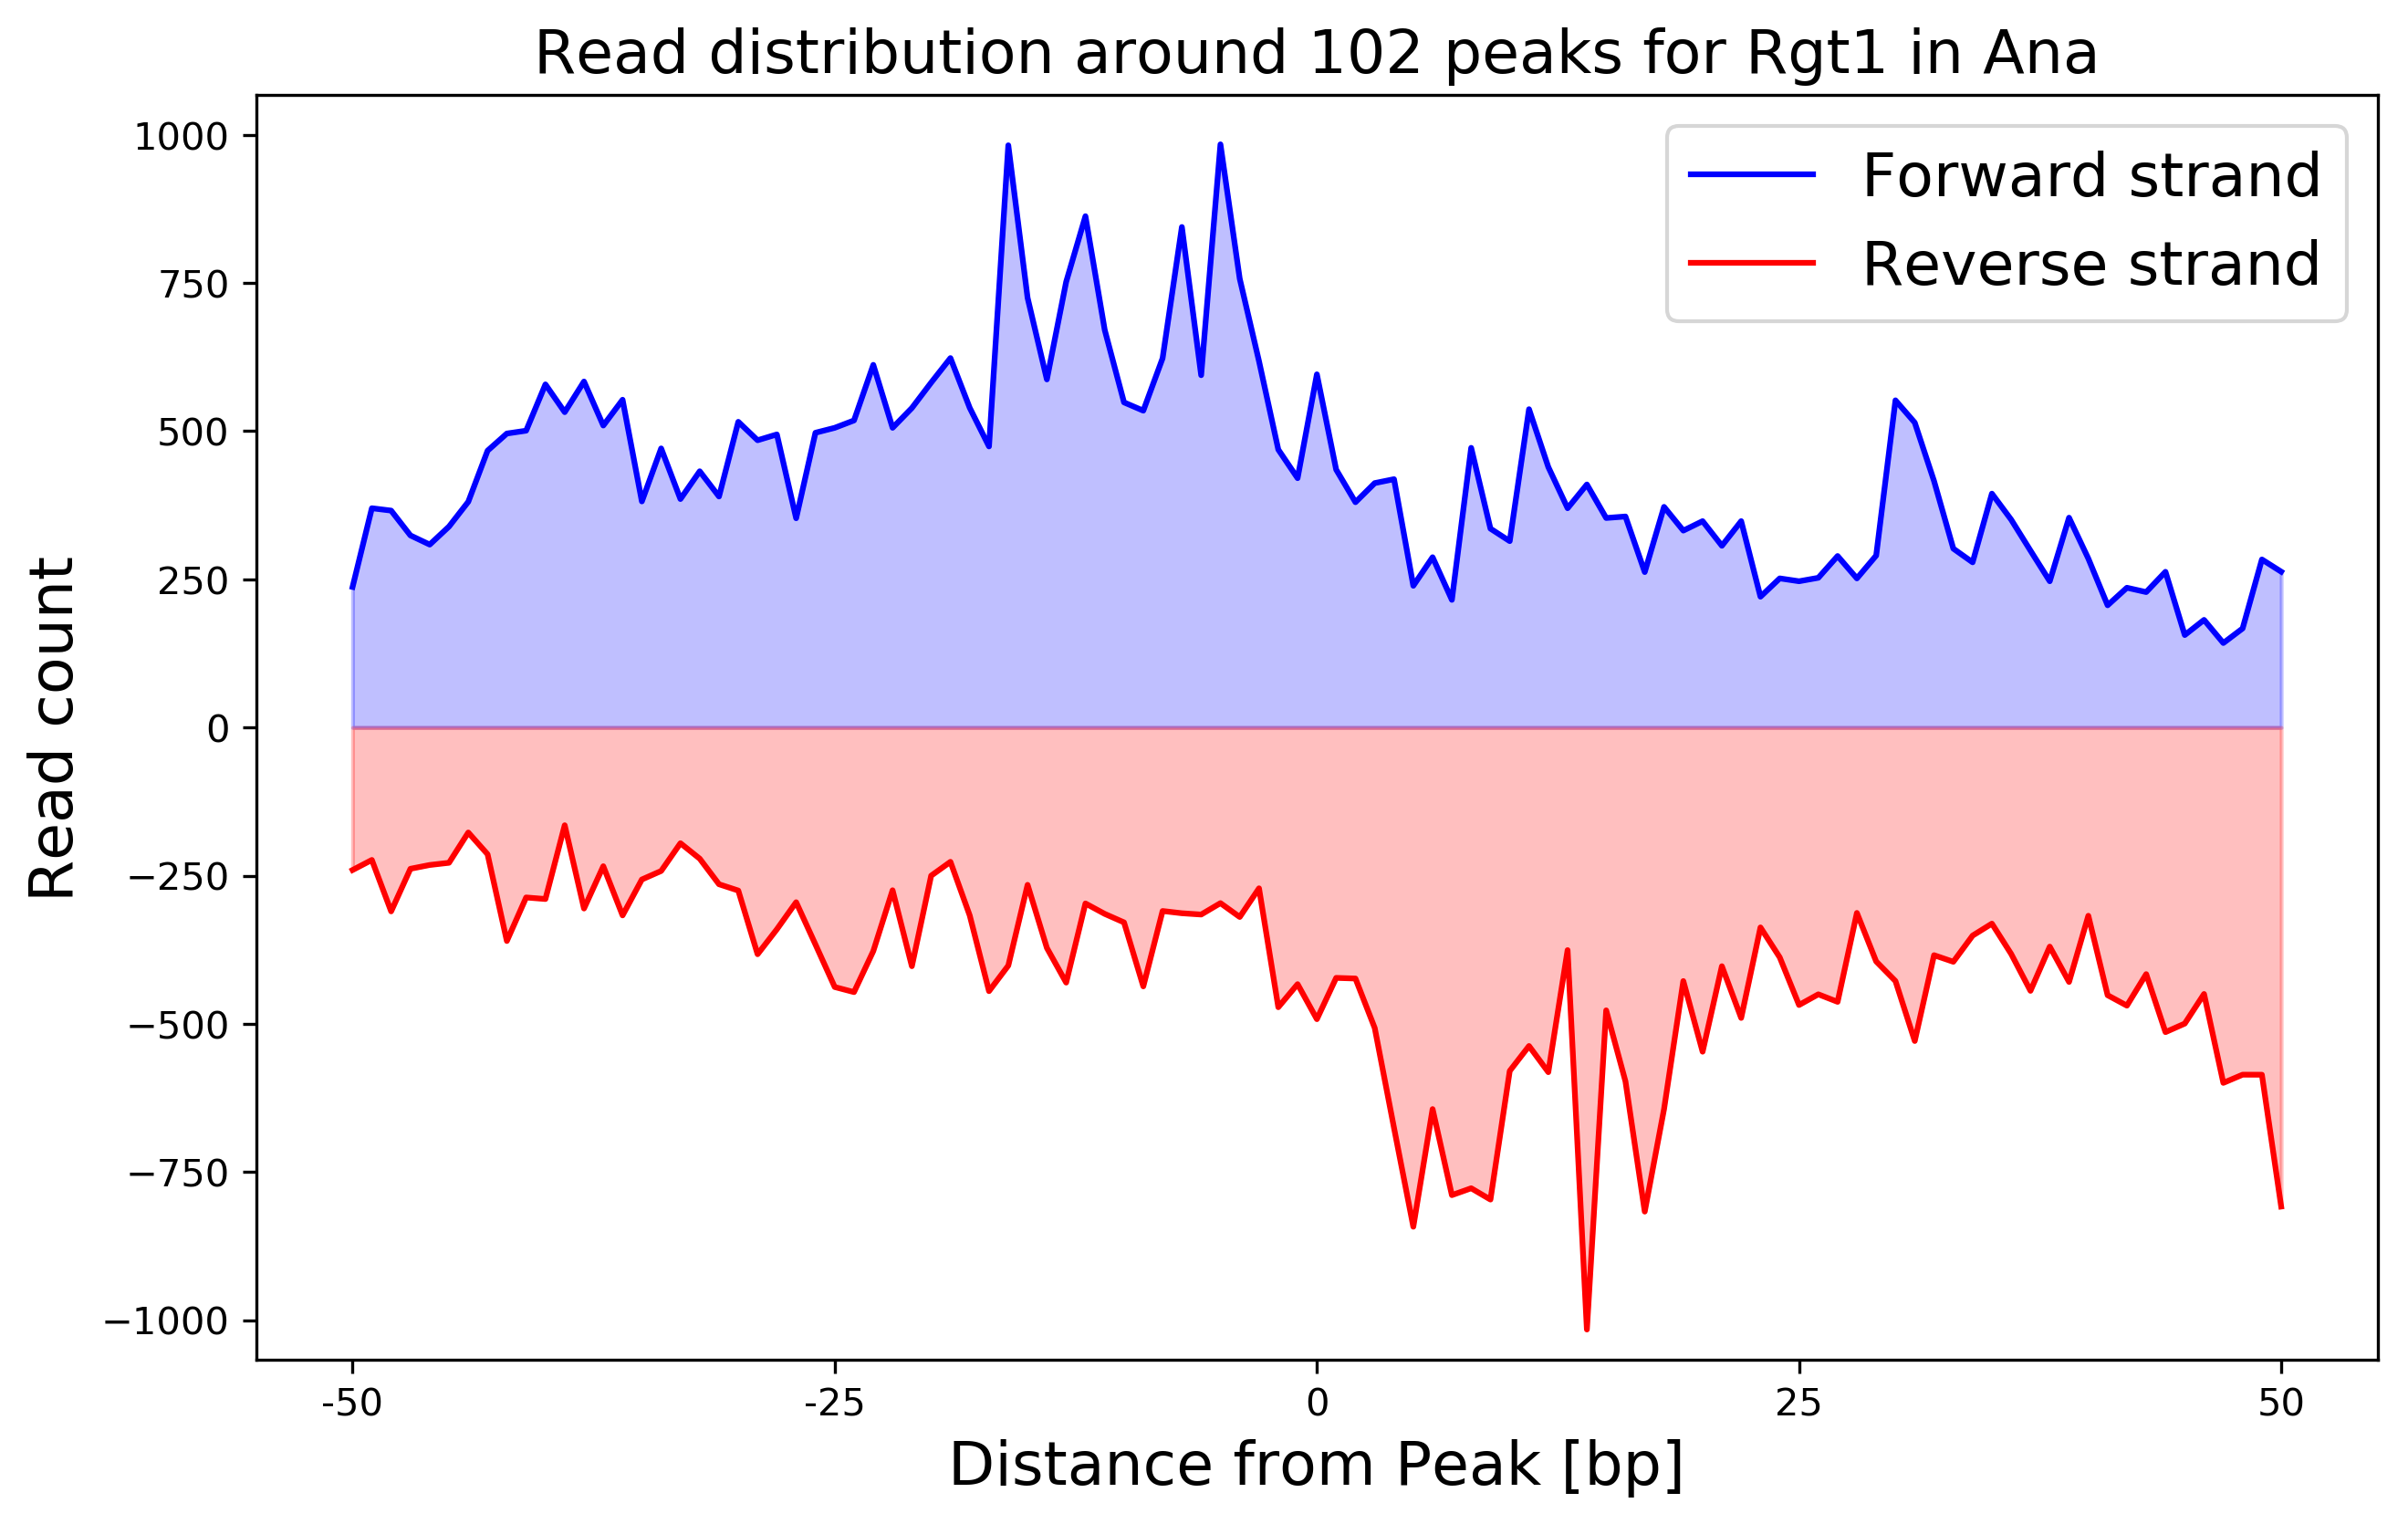 Read distribution around 102 peaks for Rgt1 in Ana
Forward strand
Reverse strand
Read count
1000
750
500
250
0
−250
−500
−750
−1000
-50 -25 0 25 50
Distance from Peak [bp]